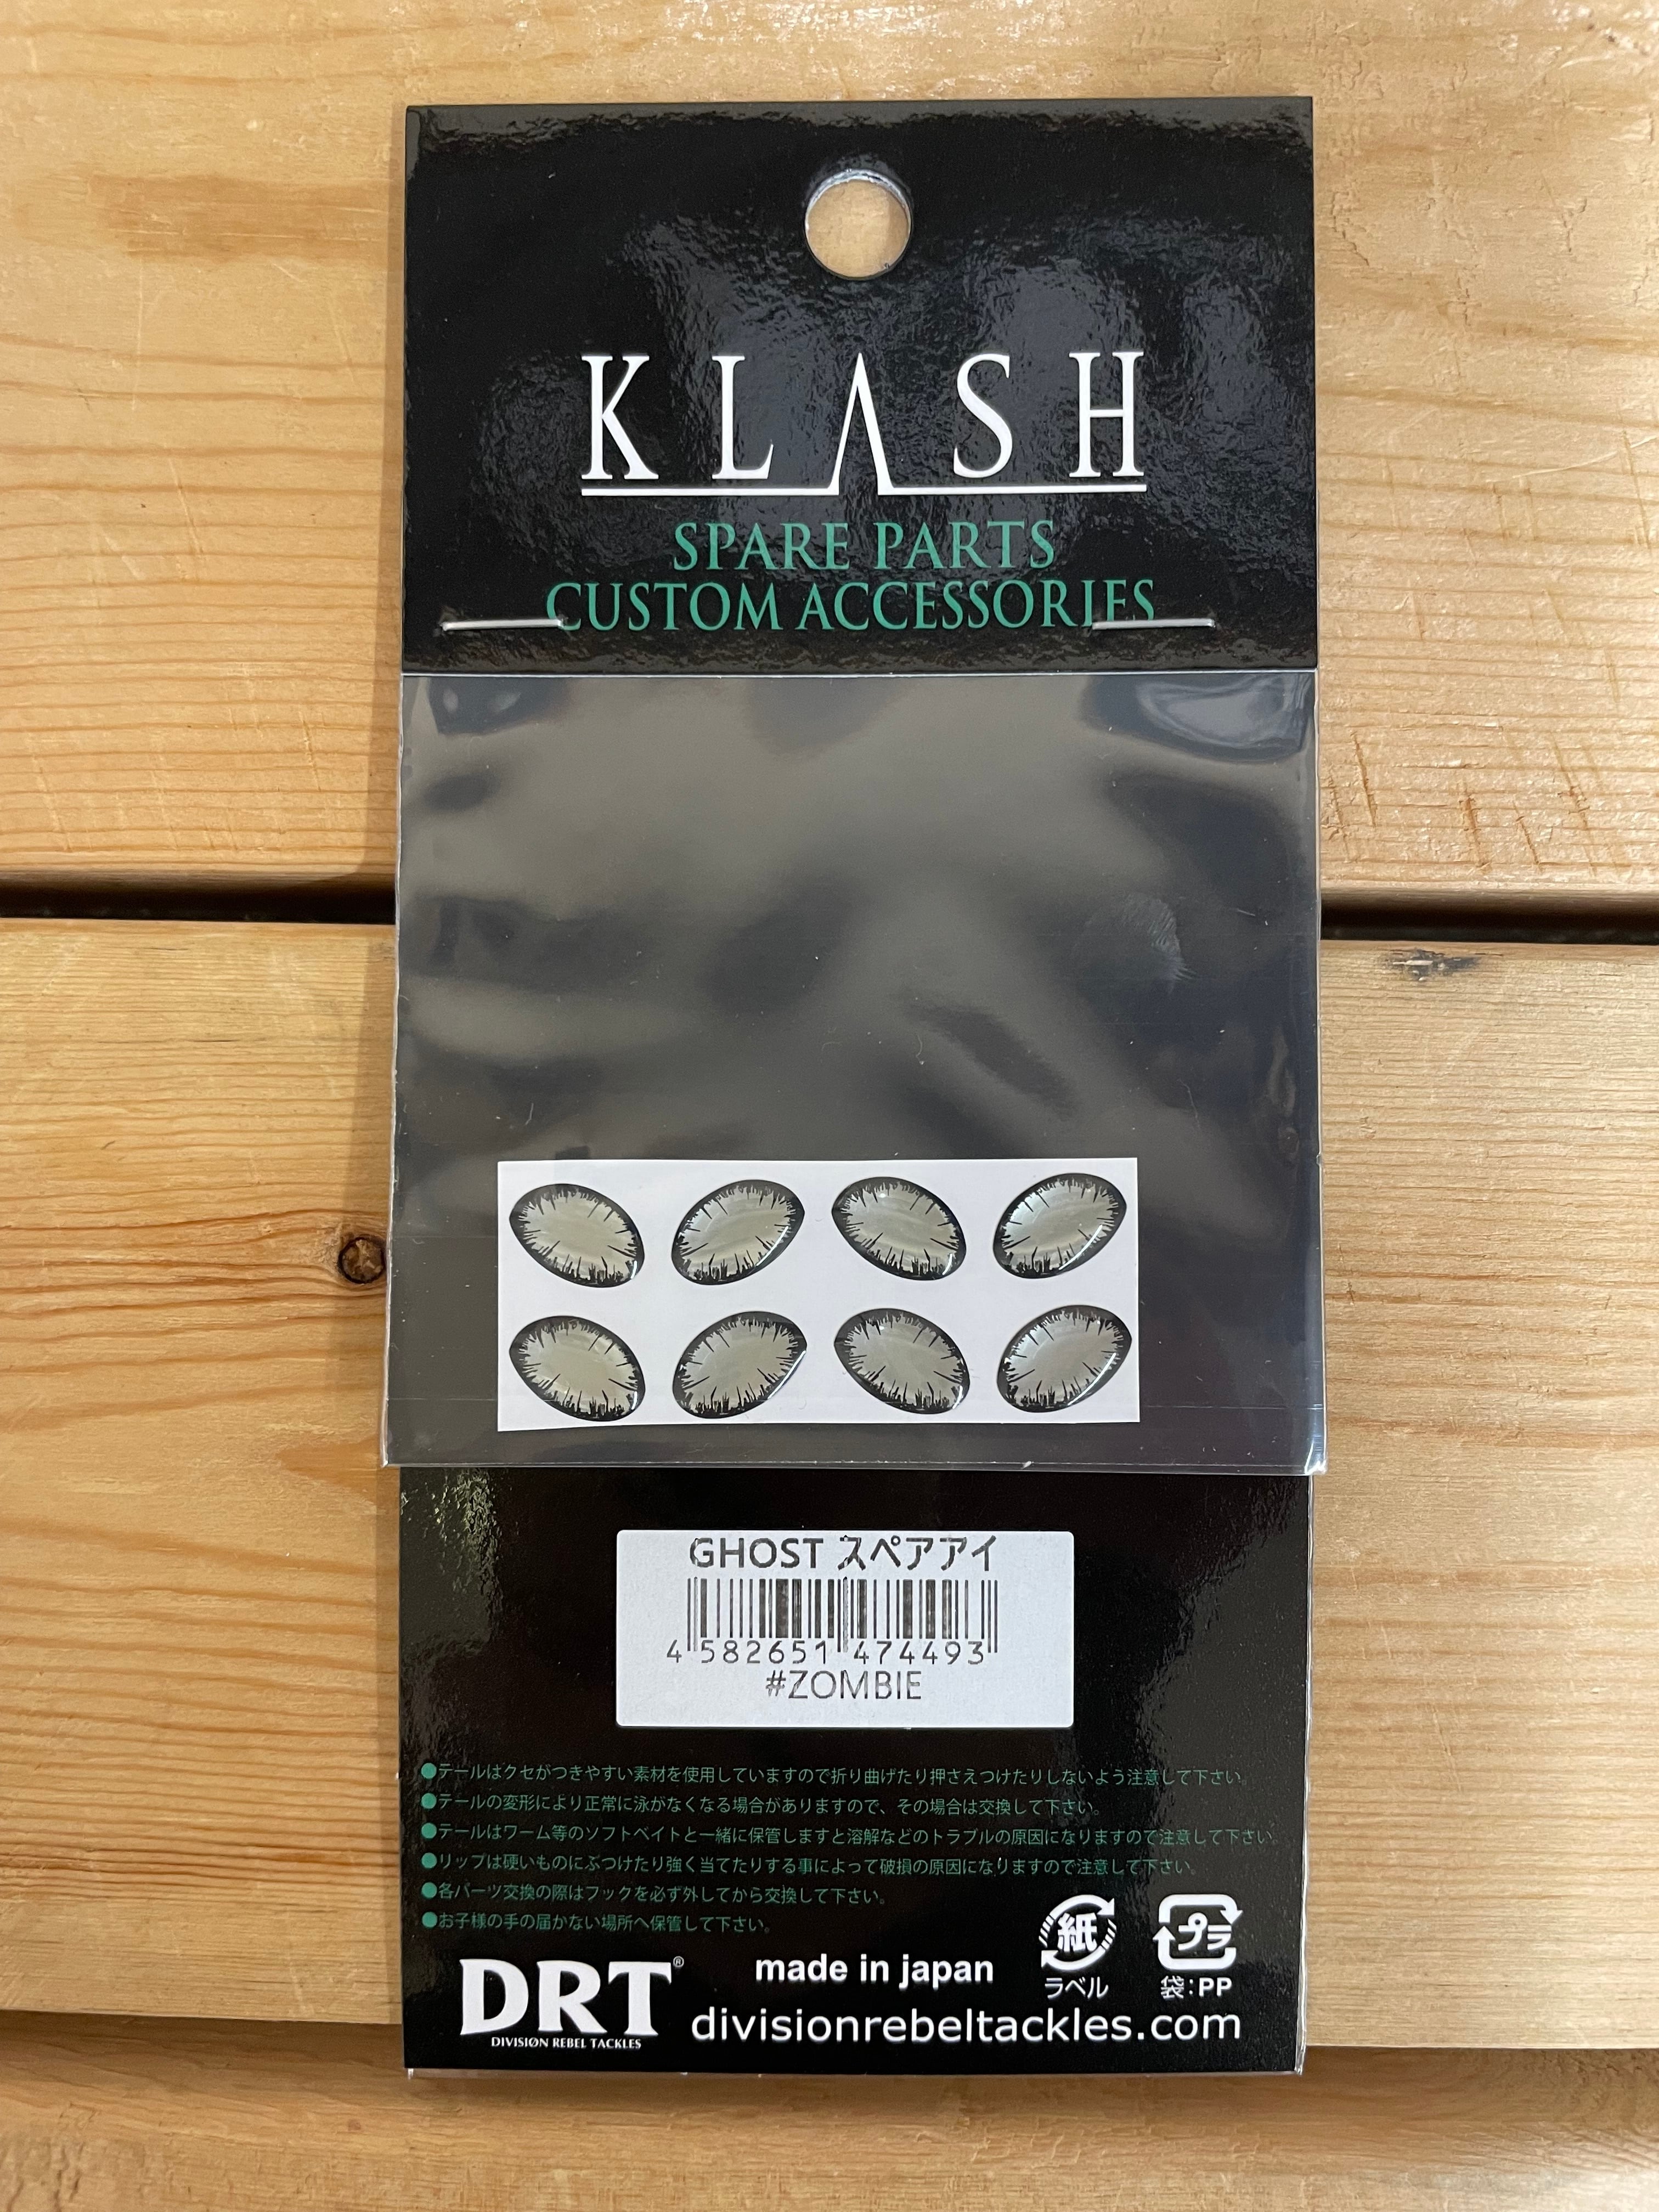 KLASH
SPARE PARTS
CUSTOM ACCESSORIES
GHOST スペアアイ
4 582651 474493
#ZOMBIE
●テールはクセがつきやすい素材を使用していますので折り曲げたり押さえつけたりしないよう注意して下さい。
●テールの変形により正常に泳がなくなる場合がありますので、その場合は交換して下さい。
●テールはワーム等のソフトベイトと一緒に保管しますと溶解などのトラブルの原因になりますので注意して下さい。
●リップは硬いものにぶつけたり強く当てたりする事によって破損の原因になりますので注意して下さい。
●各パーツ交換の際はフックを必ず外してから交換して下さい。
●お子様の手の届かない場所へ保管して下さい。
紙
ラベル
プラ
袋:PP
DRT®
DIVISIØN REBEL TACKLES
made in japan
divisionrebeltackles.com